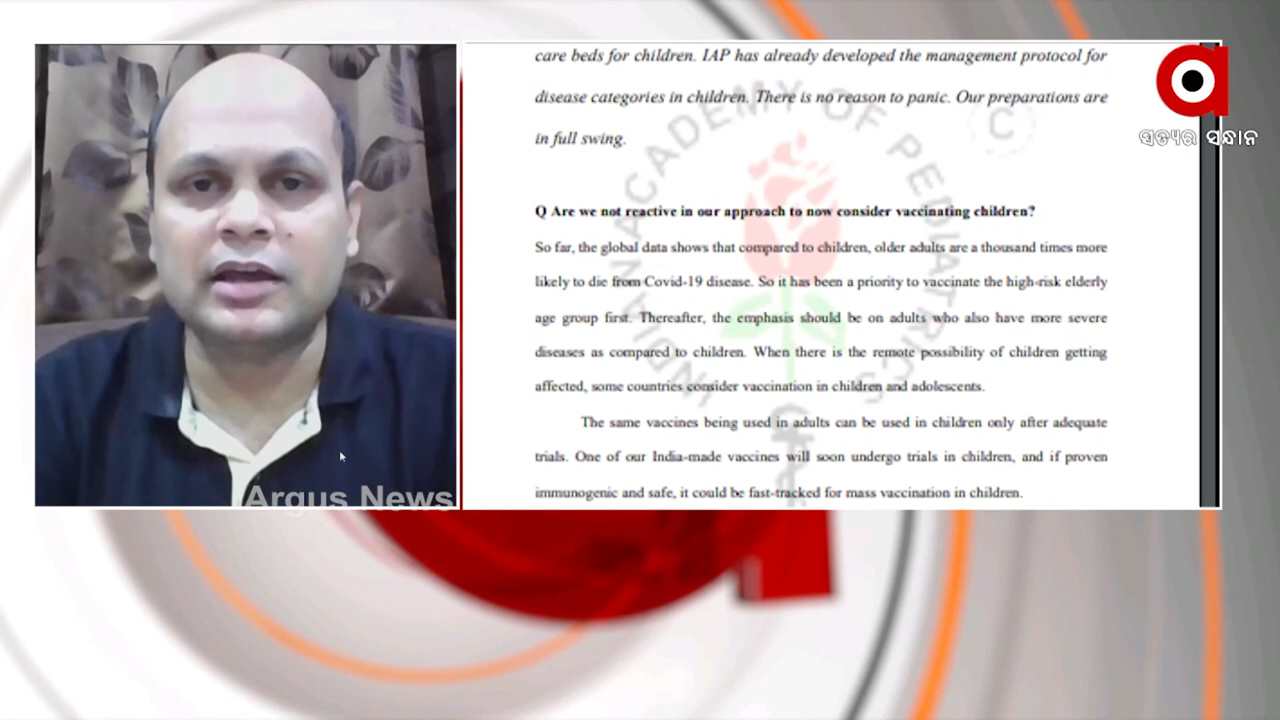 care beds for children. IAP has already developed the management protocol for
disease categories in children. There is no reason to panic. Our preparations are
in full swing.
Q Are we not reactive in our approach to now consider vaccinating children?
So far, the global data shows that compared to children, older adults are a thousand times more
likely to die from Covid-19 disease. So it has been a priority to vaccinate the high-risk elderly
age group first. Thereafter, the emphasis should be on adults who also have more severe
diseases as compared to children. When there is the remote possibility of children getting
affected, some countries consider vaccination in children and adolescents.
The same vaccines being used in adults can be used in children only after adequate
trials. One of our India-made vaccines will soon undergo trials in children, and if proven
immunogenic and safe, it could be fast-tracked for mass vaccination in children.
INDIAN ACADEMY OF PEDIATRICS
©
ସତ୍ୟର ସନ୍ଧାନ
Argus News